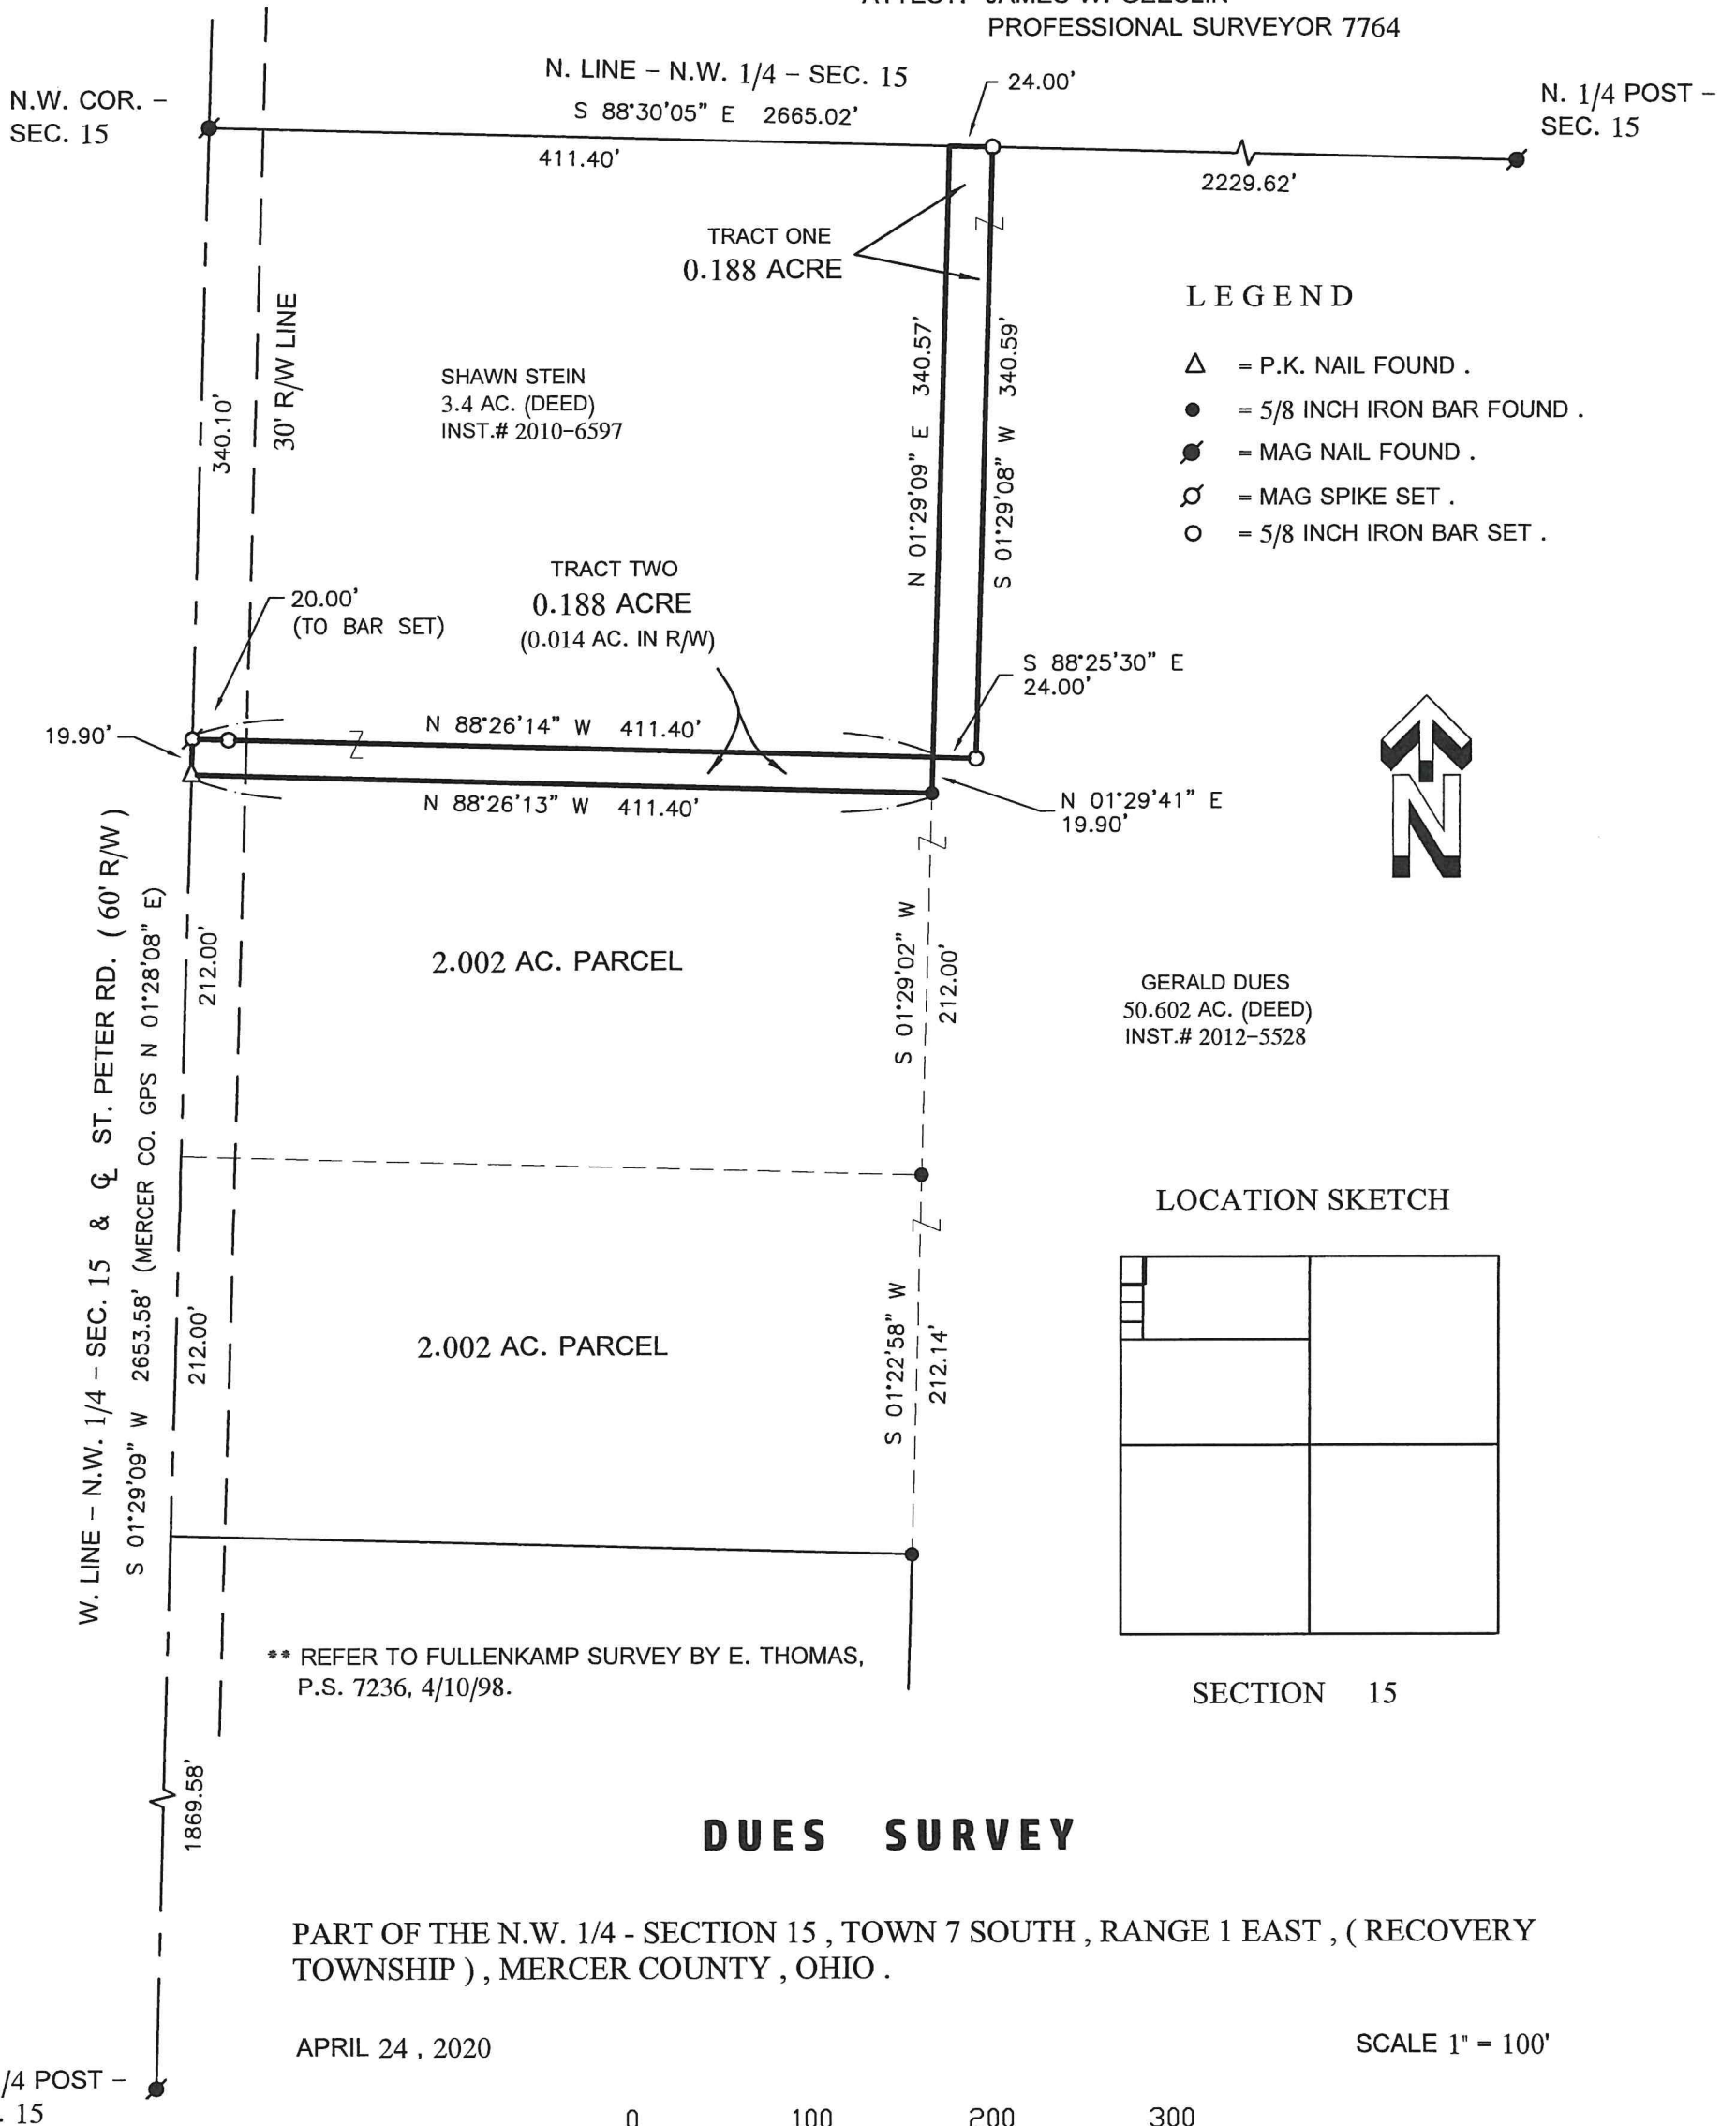 PROFESSIONAL SURVEYOR 7764
N. LINE – N.W. 1/4 – SEC. 15
24.00'
N.W. COR. –
SEC. 15
S 88°30'05" E 2665.02'
N. 1/4 POST –
SEC. 15
411.40'
2229.62'
TRACT ONE
0.188 ACRE
LEGEND
= P.K. NAIL FOUND .
= 5/8 INCH IRON BAR FOUND .
= MAG NAIL FOUND .
= MAG SPIKE SET .
= 5/8 INCH IRON BAR SET .
340.10'
30' R/W LINE
SHAWN STEIN
3.4 AC. (DEED)
INST.# 2010–6597
N 01°29'09" E 340.57'
S 01°29'08" W 340.59'
TRACT TWO
0.188 ACRE
(0.014 AC. IN R/W)
20.00'
(TO BAR SET)
S 88°25'30" E
24.00'
19.90'
N 88°26'14" W 411.40'
N 88°26'13" W 411.40'
N 01°29'41" E
19.90'
N
W. LINE – N.W. 1/4 – SEC. 15 & ℄ ST. PETER RD. ( 60' R/W )
S 01°29'09" W 2653.58' (MERCER CO. GPS N 01°28'08" E)
212.00'
2.002 AC. PARCEL
S 01°29'02" W
212.00'
GERALD DUES
50.602 AC. (DEED)
INST.# 2012–5528
212.00'
2.002 AC. PARCEL
S 01°22'58" W
212.14'
LOCATION SKETCH
SECTION 15
** REFER TO FULLENKAMP SURVEY BY E. THOMAS,
P.S. 7236, 4/10/98.
1869.58'
DUES SURVEY
PART OF THE N.W. 1/4 - SECTION 15 , TOWN 7 SOUTH , RANGE 1 EAST , ( RECOVERY
TOWNSHIP ) , MERCER COUNTY , OHIO .
APRIL 24 , 2020
SCALE 1" = 100'
/4 POST –
. 15
0 100 200 300